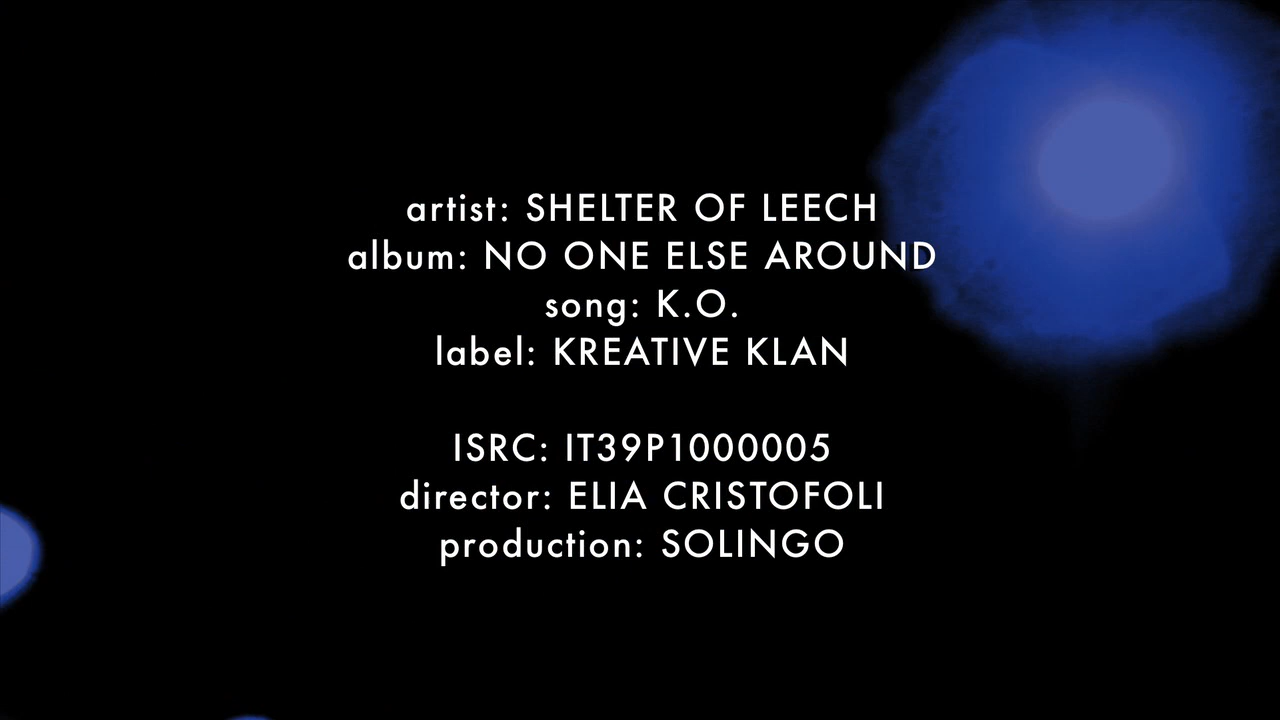 artist: SHELTER OF LEECH
album: NO ONE ELSE AROUND
song: K.O.
label: KREATIVE KLAN
ISRC: IT39P1000005
director: ELIA CRISTOFOLI
production: SOLINGO